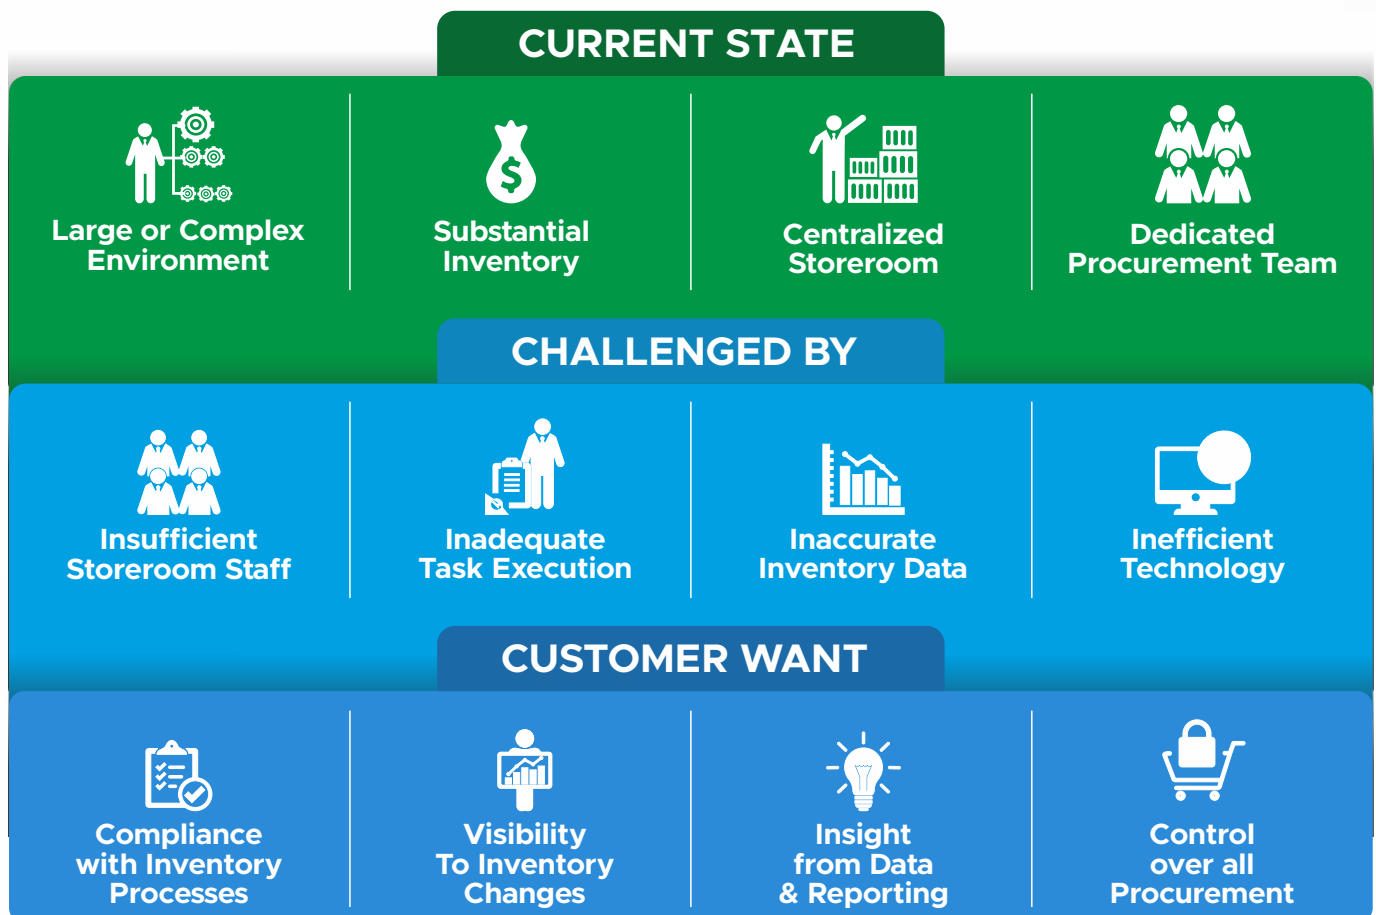 CURRENT STATE
Large or Complex
Environment
Substantial
Inventory
Centralized
Storeroom
Dedicated
Procurement Team
CHALLENGED BY
Insufficient
Storeroom Staff
Inadequate
Task Execution
Inaccurate
Inventory Data
Inefficient
Technology
CUSTOMER WANT
Compliance
with Inventory
Processes
Visibility
To Inventory
Changes
Insight
from Data
& Reporting
Control
over all
Procurement